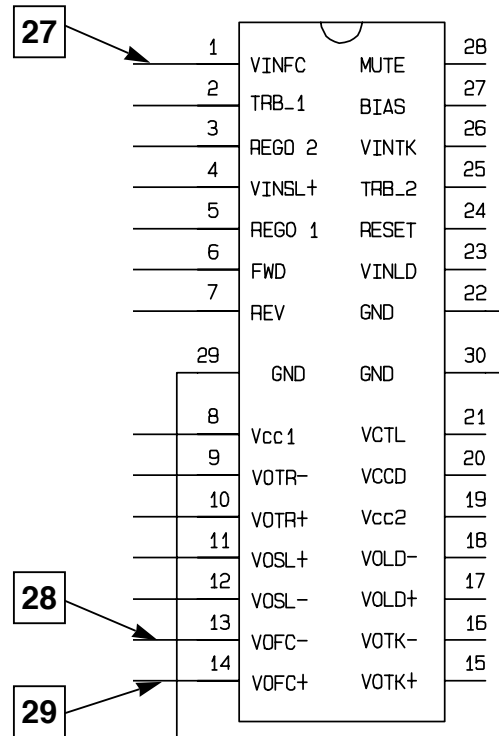 27
1 VINFC MUTE 28
2 TRB_1 BIAS 27
3 REGO 2 VINTK 26
4 VINSL+ TRB_2 25
5 REGO 1 RESET 24
6 FWD VINLD 23
7 REV GND 22
29 GND GND 30
8 Vcc1 VCTL 21
9 VOTR- VCCD 20
10 VOTR+ Vcc2 19
11 VOSL+ VOLD- 18
12 VOSL- VOLD+ 17
28
13 VOFC- VOTK- 16
14 VOFC+ VOTK+ 15
29